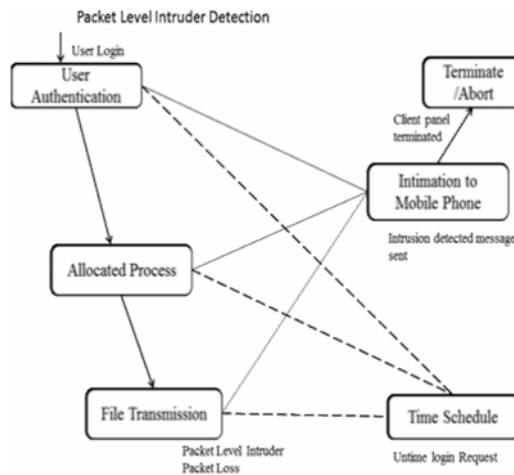 Packet Level Intruder Detection
User Login
User
Authentication
Terminate
/Abort
Client panel
terminated
Intimation to
Mobile Phone
Intrusion detected message
sent
Allocated Process
File Transmission
Time Schedule
Packet Level Intruder
Packet Loss
Untime login Request